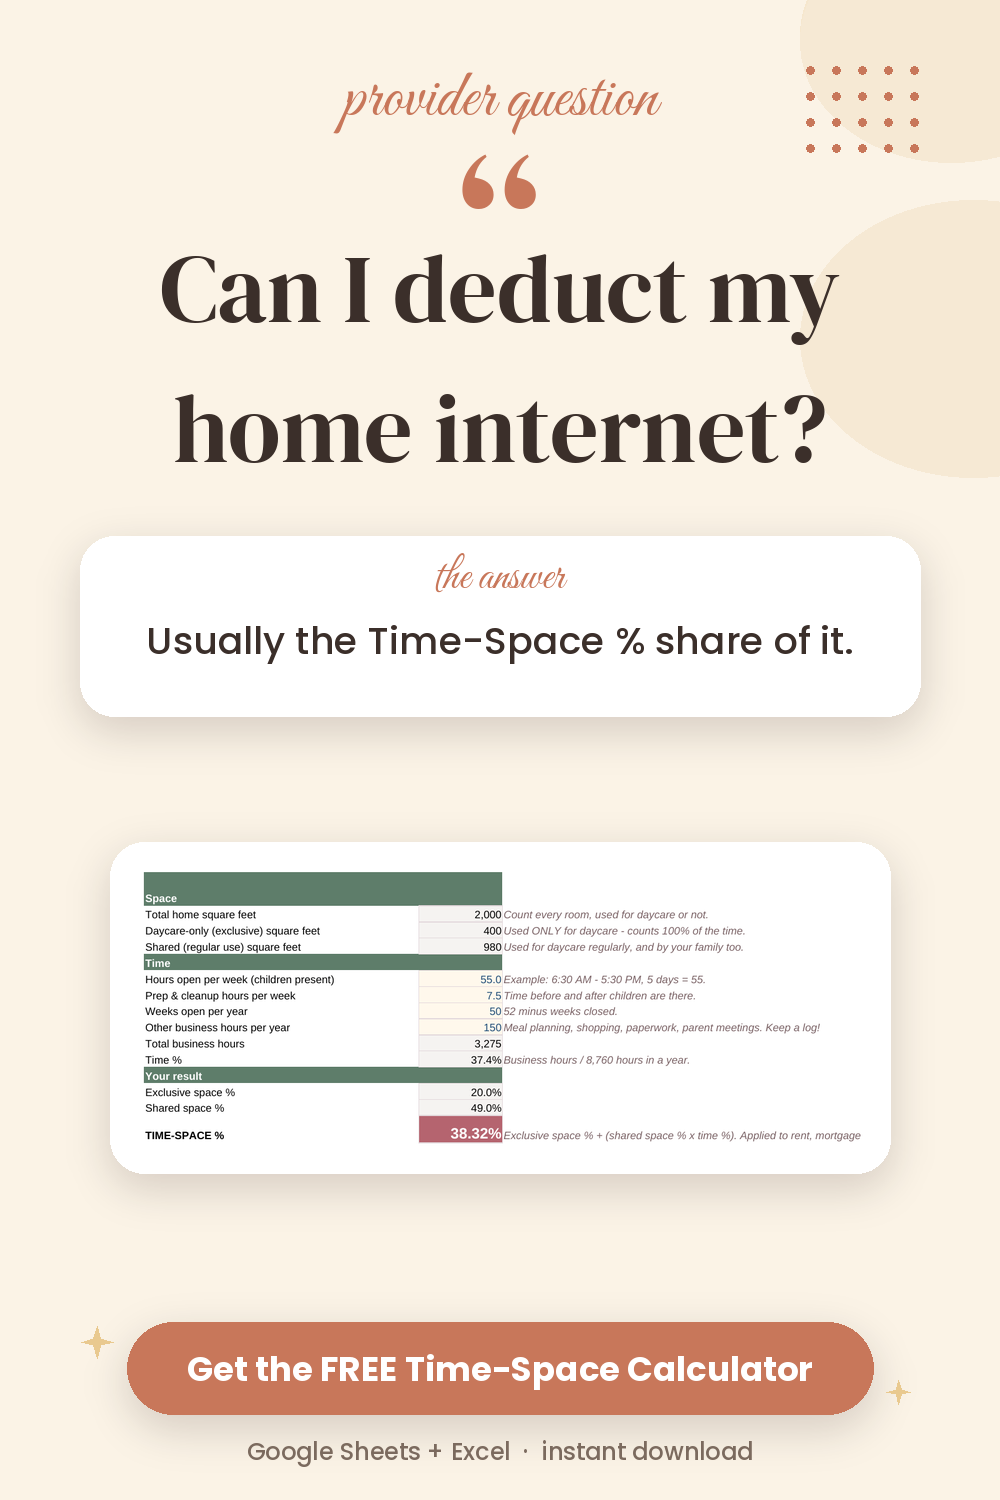 provider question
“
Can I deduct my
home internet?
the answer
Usually the Time-Space % share of it.
Space
Total home square feet 2,000 Count every room, used for daycare or not.
Daycare-only (exclusive) square feet 400 Used ONLY for daycare - counts 100% of the time.
Shared (regular use) square feet 980 Used for daycare regularly, and by your family too.
Time
Hours open per week (children present) 55.0 Example: 6:30 AM - 5:30 PM, 5 days = 55.
Prep & cleanup hours per week 7.5 Time before and after children are there.
Weeks open per year 50 52 minus weeks closed.
Other business hours per year 150 Meal planning, shopping, paperwork, parent meetings. Keep a log!
Total business hours 3,275
Time % 37.4% Business hours / 8,760 hours in a year.
Your result
Exclusive space % 20.0%
Shared space % 49.0%
TIME-SPACE % 38.32% Exclusive space % + (shared space % x time %). Applied to rent, mortgage
Get the FREE Time-Space Calculator
Google Sheets + Excel · instant download